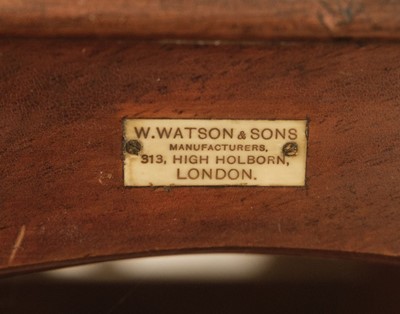 W. WATSON & SONS
MANUFACTURERS,
313, HIGH HOLBORN,
LONDON.